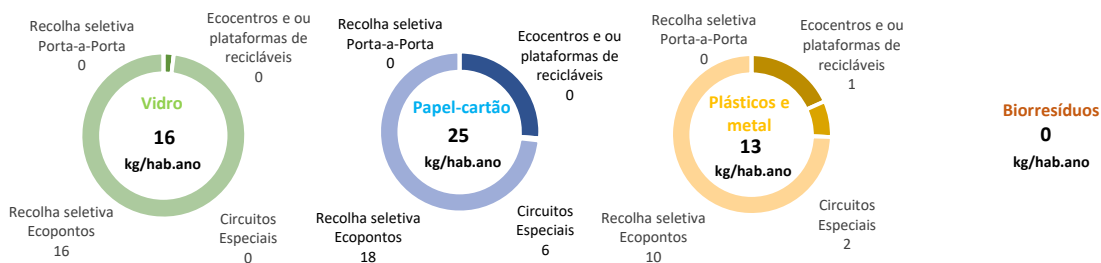 Recolha seletiva
Porta-a-Porta
0
Ecocentros e ou
plataformas de
recicláveis
0
Vidro
16
kg/hab.ano
Recolha seletiva
Ecopontos
16
Circuitos
Especiais
0
Recolha seletiva
Porta-a-Porta
0
Ecocentros e ou
plataformas de
recicláveis
0
Papel-cartão
25
kg/hab.ano
Recolha seletiva
Ecopontos
18
Circuitos
Especiais
6
Recolha seletiva
Porta-a-Porta
0
Ecocentros e ou
plataformas de
recicláveis
1
Plásticos e
metal
13
kg/hab.ano
Recolha seletiva
Ecopontos
10
Circuitos
Especiais
2
Biorresíduos
0
kg/hab.ano